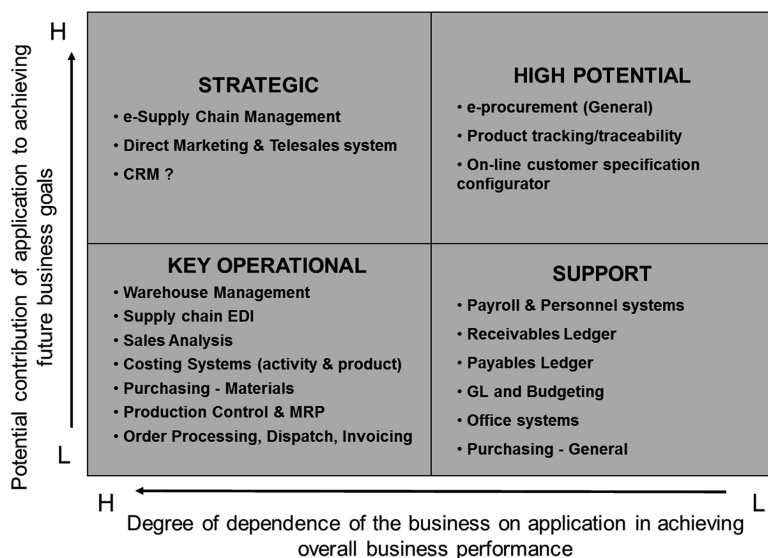 H
Potential contribution of application to achieving
future business goals
L
STRATEGIC
• e-Supply Chain Management
• Direct Marketing & Telesales system
• CRM ?
HIGH POTENTIAL
• e-procurement (General)
• Product tracking/traceability
• On-line customer specification
configurator
KEY OPERATIONAL
• Warehouse Management
• Supply chain EDI
• Sales Analysis
• Costing Systems (activity & product)
• Purchasing - Materials
• Production Control & MRP
• Order Processing, Dispatch, Invoicing
SUPPORT
• Payroll & Personnel systems
• Receivables Ledger
• Payables Ledger
• GL and Budgeting
• Office systems
• Purchasing - General
H
L
Degree of dependence of the business on application in achieving
overall business performance